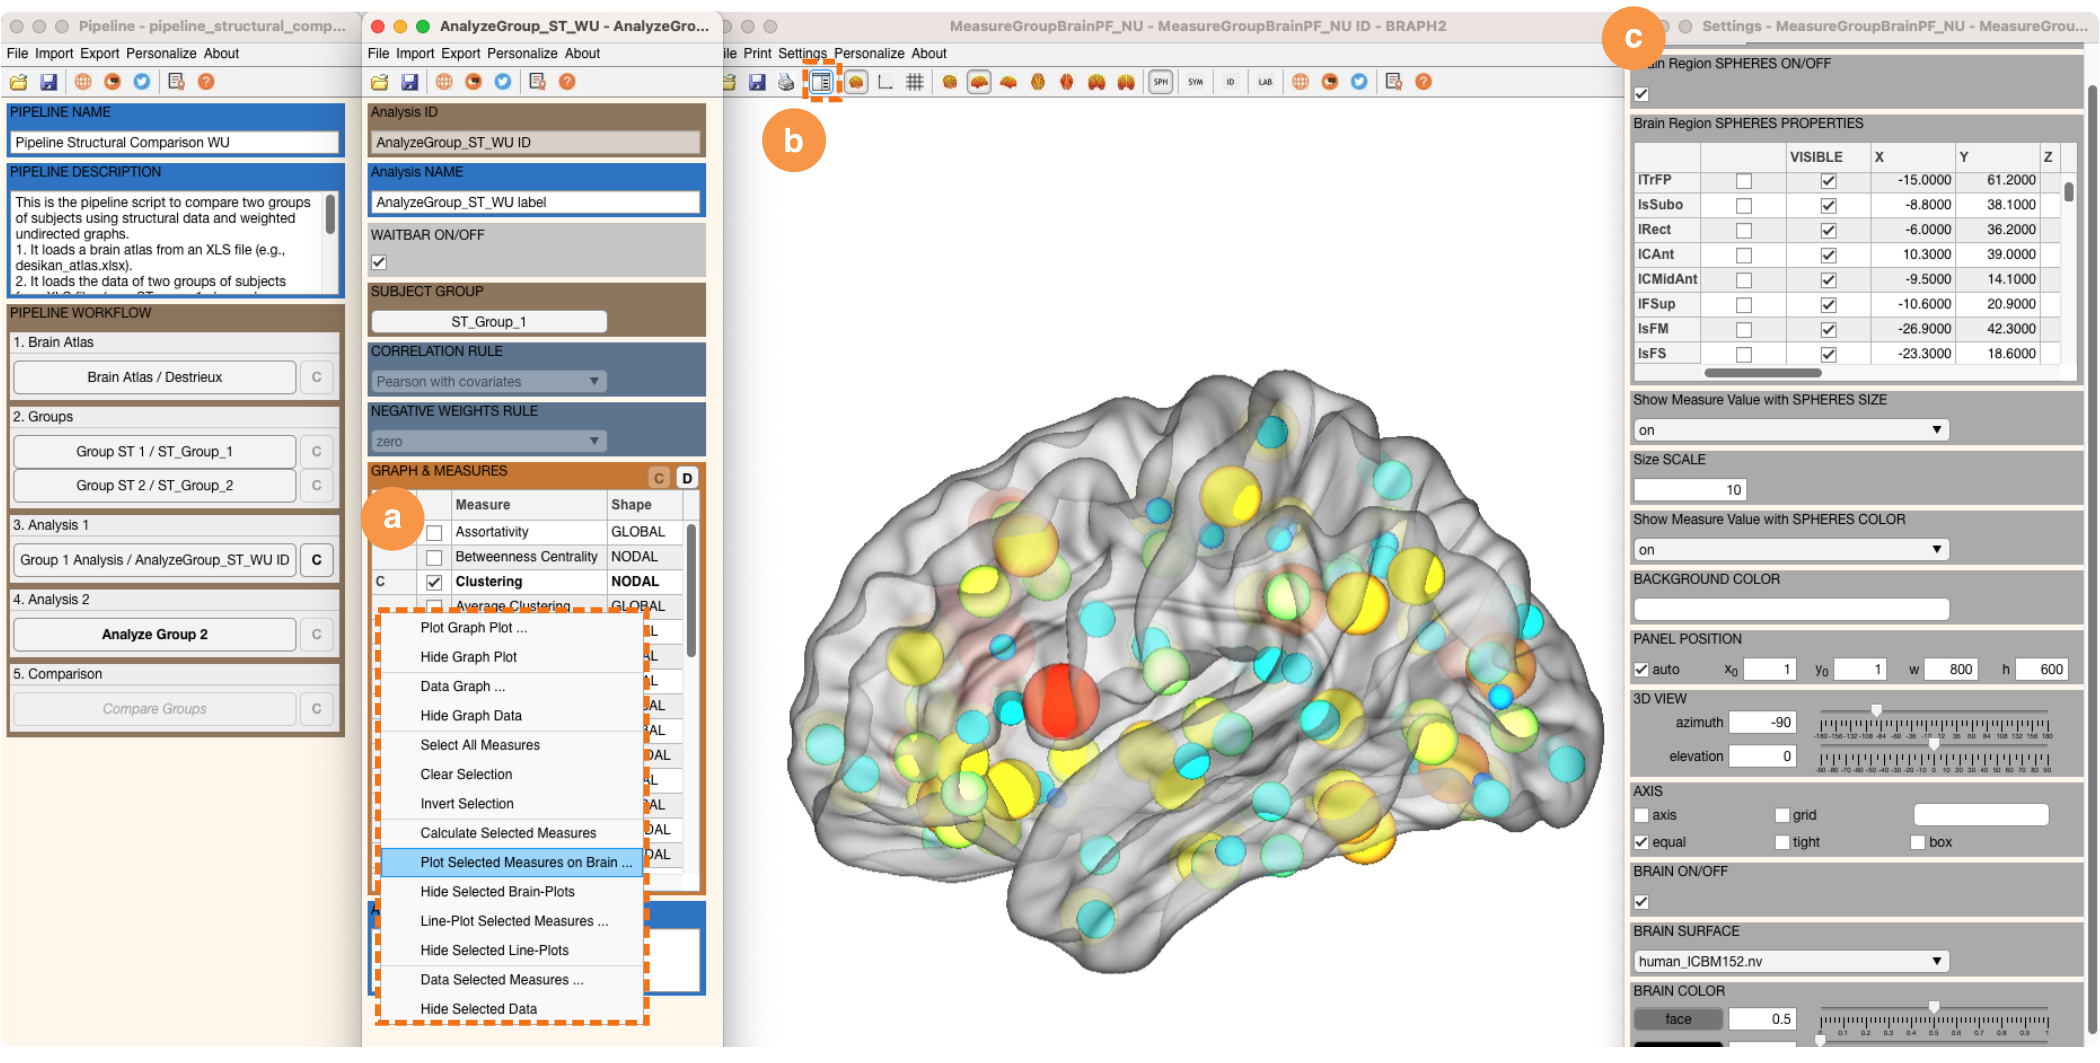 Pipeline - pipeline_structural_comp...
File Import Export Personalize About
PIPELINE NAME
Pipeline Structural Comparison WU
PIPELINE DESCRIPTION
This is the pipeline script to compare two groups
of subjects using structural data and weighted
undirected graphs.
1. It loads a brain atlas from an XLS file (e.g.,
desikan_atlas.xlsx).
2. It loads the data of two groups of subjects
PIPELINE WORKFLOW
1. Brain Atlas
Brain Atlas / Destrieux C
2. Groups
Group ST 1 / ST_Group_1 C
Group ST 2 / ST_Group_2 C
3. Analysis 1
Group 1 Analysis / AnalyzeGroup_ST_WU ID C
4. Analysis 2
Analyze Group 2 C
5. Comparison
Compare Groups C
AnalyzeGroup_ST_WU - AnalyzeGro...
File Import Export Personalize About
Analysis ID
AnalyzeGroup_ST_WU ID
Analysis NAME
AnalyzeGroup_ST_WU label
WAITBAR ON/OFF
SUBJECT GROUP
ST_Group_1
CORRELATION RULE
Pearson with covariates
NEGATIVE WEIGHTS RULE
zero
GRAPH & MEASURES C D
a
Measure Shape
Assortativity GLOBAL
Betweenness Centrality NODAL
C Clustering NODAL
Average Clustering GLOBAL
Plot Graph Plot ...
Hide Graph Plot
Data Graph ...
Hide Graph Data
Select All Measures
Clear Selection
Invert Selection
Calculate Selected Measures
Plot Selected Measures on Brain ...
Hide Selected Brain-Plots
Line-Plot Selected Measures ...
Hide Selected Line-Plots
Data Selected Measures ...
Hide Selected Data
MeasureGroupBrainPF_NU - MeasureGroupBrainPF_NU ID - BRAPH2
ile Print Settings Personalize About
SPH SYM ID LAB
b
c
Settings - MeasureGroupBrainPF_NU - MeasureGrou...
ain Region SPHERES ON/OFF
Brain Region SPHERES PROPERTIES
VISIBLE X Y Z
lTrFP -15.0000 61.2000
lsSubo -8.8000 38.1000
lRect -6.0000 36.2000
lCAnt 10.3000 39.0000
lCMidAnt -9.5000 14.1000
lFSup -10.6000 20.9000
lsFM -26.9000 42.3000
lsFS -23.3000 18.6000
Show Measure Value with SPHERES SIZE
on
Size SCALE
10
Show Measure Value with SPHERES COLOR
on
BACKGROUND COLOR
PANEL POSITION
auto x0 1 y0 1 w 800 h 600
3D VIEW
azimuth -90
elevation 0
AXIS
axis grid
equal tight box
BRAIN ON/OFF
BRAIN SURFACE
human_ICBM152.nv
BRAIN COLOR
face 0.5